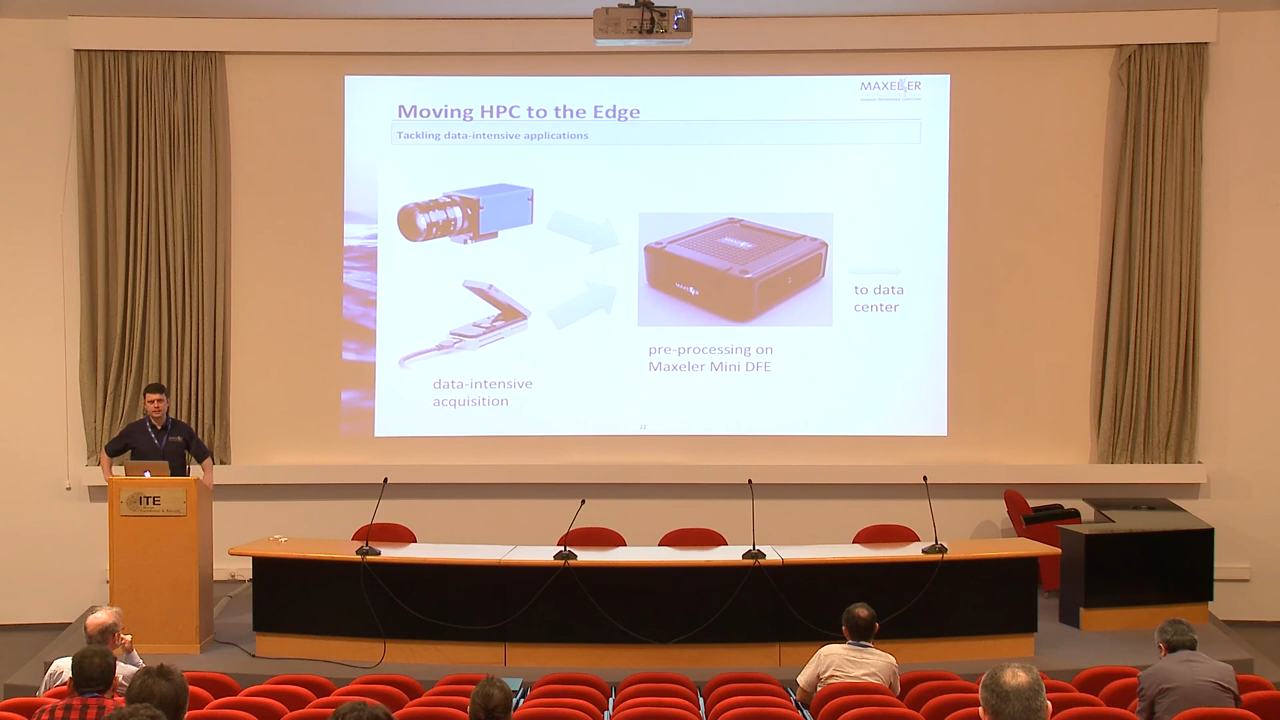 MAXELER
Moving HPC to the Edge
Tackling data-intensive applications
MAXELER
to data
center
pre-processing on
Maxeler Mini DFE
data-intensive
acquisition
ITE